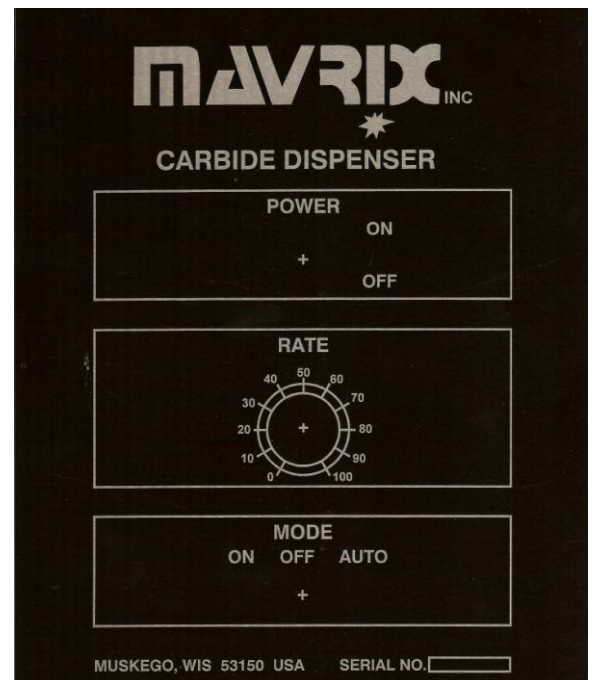 MAVRIX INC
CARBIDE DISPENSER
POWER
ON
+
OFF
RATE
50
40 60
30 70
20 + 80
10 90
0 100
MODE
ON OFF AUTO
+
MUSKEGO, WIS 53150 USA SERIAL NO.